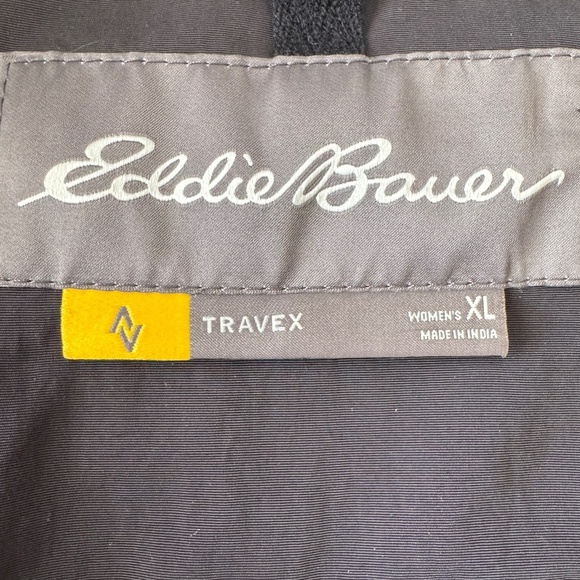 Eddie Bauer
TRAVEX
WOMEN'S XL
MADE IN INDIA